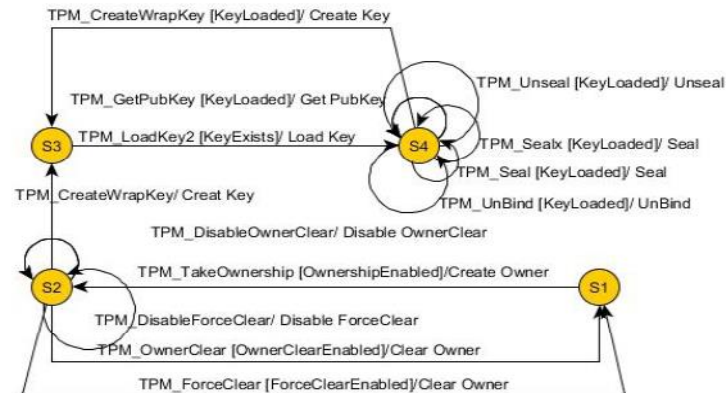 TPM_CreateWrapKey [KeyLoaded]/ Create Key
TPM_Unseal [KeyLoaded]/ Unseal
TPM_GetPubKey [KeyLoaded]/ Get PubKey
S3
TPM_LoadKey2 [KeyExists]/ Load Key
S4
TPM_Sealx [KeyLoaded]/ Seal
TPM_Seal [KeyLoaded]/ Seal
TPM_CreateWrapKey/ Creat Key
TPM_UnBind [KeyLoaded]/ UnBind
TPM_DisableOwnerClear/ Disable OwnerClear
TPM_TakeOwnership [OwnershipEnabled]/Create Owner
S2
S1
TPM_DisableForceClear/ Disable ForceClear
TPM_OwnerClear [OwnerClearEnabled]/Clear Owner
TPM_ForceClear [ForceClearEnabled]/Clear Owner